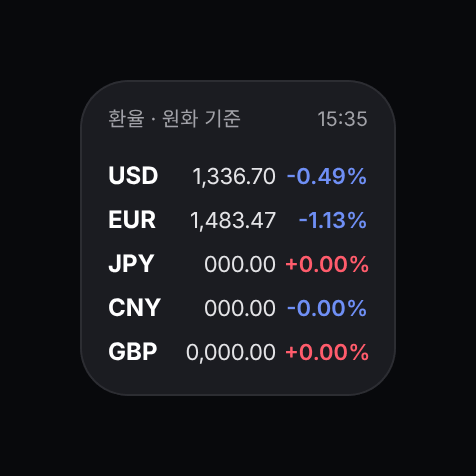 환율 · 원화 기준 15:35
USD 1,336.70 -0.49%
EUR 1,483.47 -1.13%
JPY 000.00 +0.00%
CNY 000.00 -0.00%
GBP 0,000.00 +0.00%